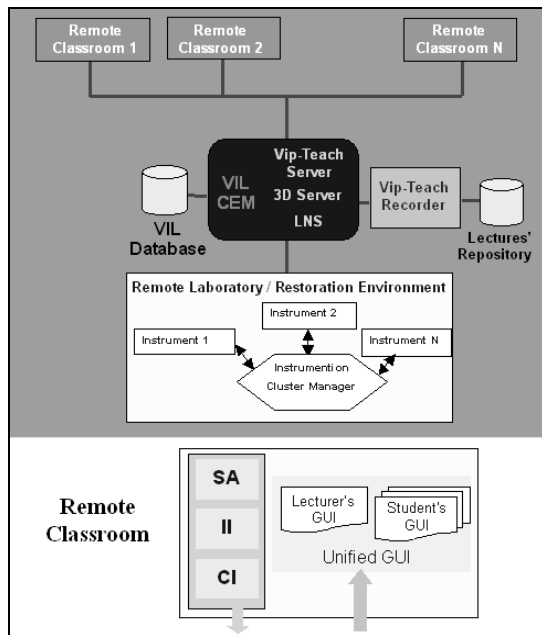 Remote
Classroom 1
Remote
Classroom 2
Remote
Classroom N
VIL
CEM
Vip-Teach
Server
3D Server
LNS
VIL
Database
Vip-Teach
Recorder
Lectures'
Repository
Remote Laboratory / Restoration Environment
Instrument 1
Instrument 2
Instrument N
Instrumention
Cluster Manager
Remote
Classroom
SA
II
CI
Lecturer's
GUI
Student's
GUI
Unified GUI